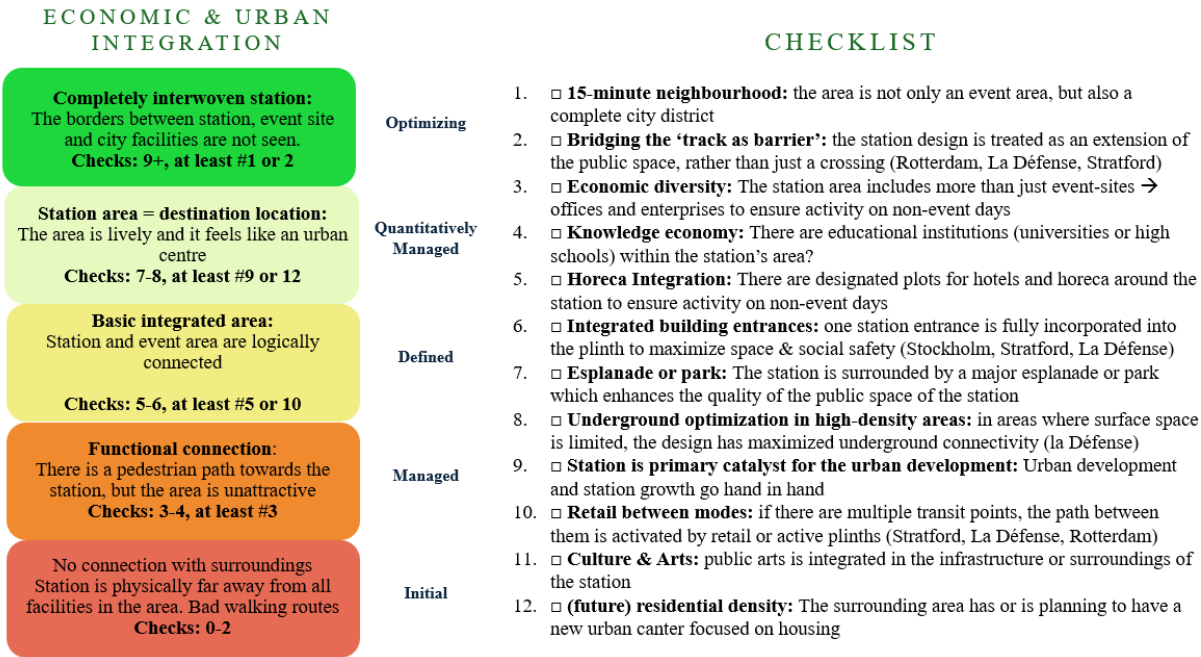 ECONOMIC & URBAN
INTEGRATION
Completely interwoven station:
The borders between station, event site
and city facilities are not seen.
Checks: 9+, at least #1 or 2
Station area = destination location:
The area is lively and it feels like an urban
centre
Checks: 7-8, at least #9 or 12
Basic integrated area:
Station and event area are logically
connected
Checks: 5-6, at least #5 or 10
Functional connection:
There is a pedestrian path towards the
station, but the area is unattractive
Checks: 3-4, at least #3
No connection with surroundings
Station is physically far away from all
facilities in the area. Bad walking routes
Checks: 0-2
Optimizing
Quantitatively
Managed
Defined
Managed
Initial
CHECKLIST
1. □ 15-minute neighbourhood: the area is not only an event area, but also a
complete city district
2. □ Bridging the ‘track as barrier’: the station design is treated as an extension of
the public space, rather than just a crossing (Rotterdam, La Défense, Stratford)
3. □ Economic diversity: The station area includes more than just event-sites →
offices and enterprises to ensure activity on non-event days
4. □ Knowledge economy: There are educational institutions (universities or high
schools) within the station’s area?
5. □ Horeca Integration: There are designated plots for hotels and horeca around the
station to ensure activity on non-event days
6. □ Integrated building entrances: one station entrance is fully incorporated into
the plinth to maximize space & social safety (Stockholm, Stratford, La Défense)
7. □ Esplanade or park: The station is surrounded by a major esplanade or park
which enhances the quality of the public space of the station
8. □ Underground optimization in high-density areas: in areas where surface space
is limited, the design has maximized underground connectivity (la Défense)
9. □ Station is primary catalyst for the urban development: Urban development
and station growth go hand in hand
10. □ Retail between modes: if there are multiple transit points, the path between
them is activated by retail or active plinths (Stratford, La Défense, Rotterdam)
11. □ Culture & Arts: public arts is integrated in the infrastructure or surroundings of
the station
12. □ (future) residential density: The surrounding area has or is planning to have a
new urban canter focused on housing